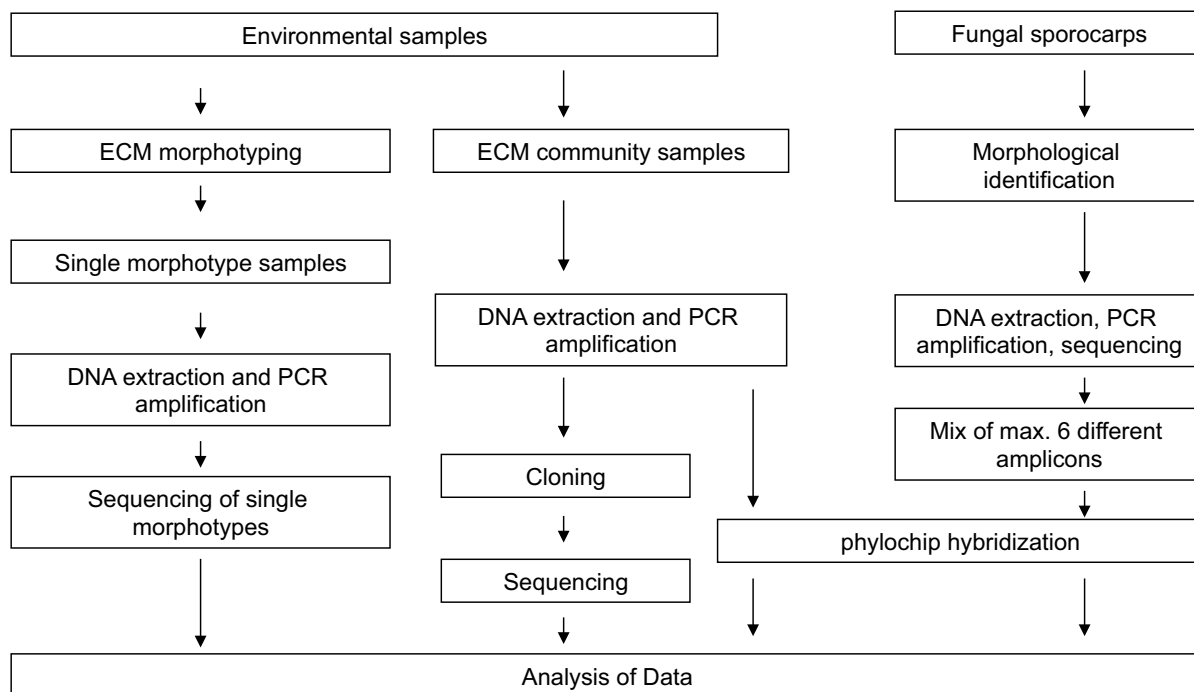 Environmental samples
Fungal sporocarps
ECM morphotyping
ECM community samples
Morphological
identification
Single morphotype samples
DNA extraction and PCR
amplification
DNA extraction, PCR
amplification, sequencing
DNA extraction and PCR
amplification
Mix of max. 6 different
amplicons
Cloning
Sequencing of single
morphotypes
phylochip hybridization
Sequencing
Analysis of Data